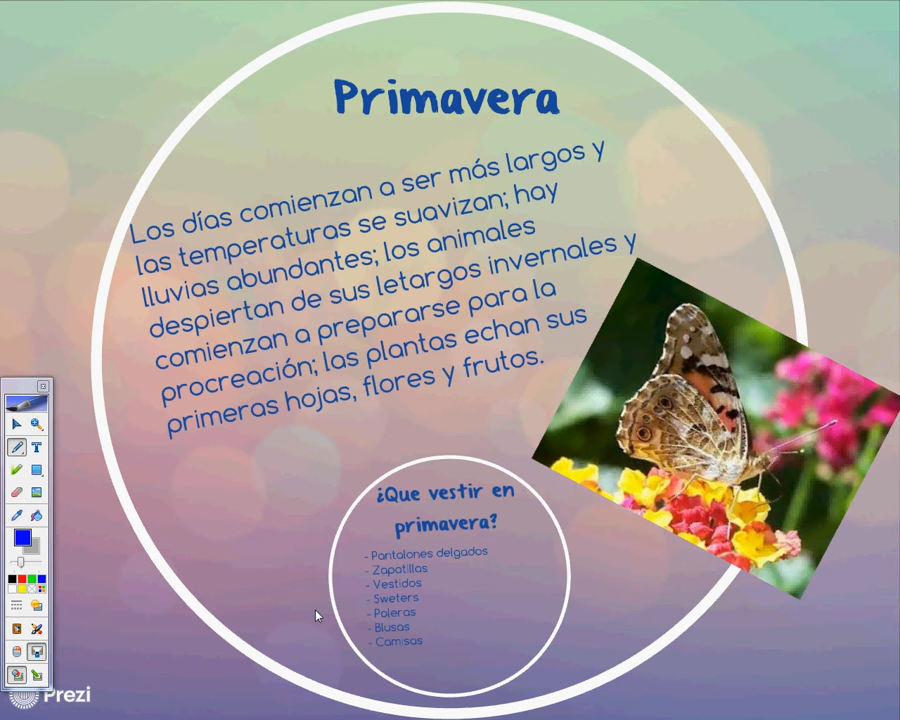 Primavera
Los días comienzan a ser más largos y
las temperaturas se suavizan; hay
lluvias abundantes; los animales
despiertan de sus letargos invernales y
comienzan a prepararse para la
procreación; las plantas echan sus
primeras hojas, flores y frutos.
¿Que vestir en
primavera?
- Pantalones delgados
- Zapatillas
- Vestidos
- Sweters
- Poleras
- Blusas
- Camisas
T
Prezi